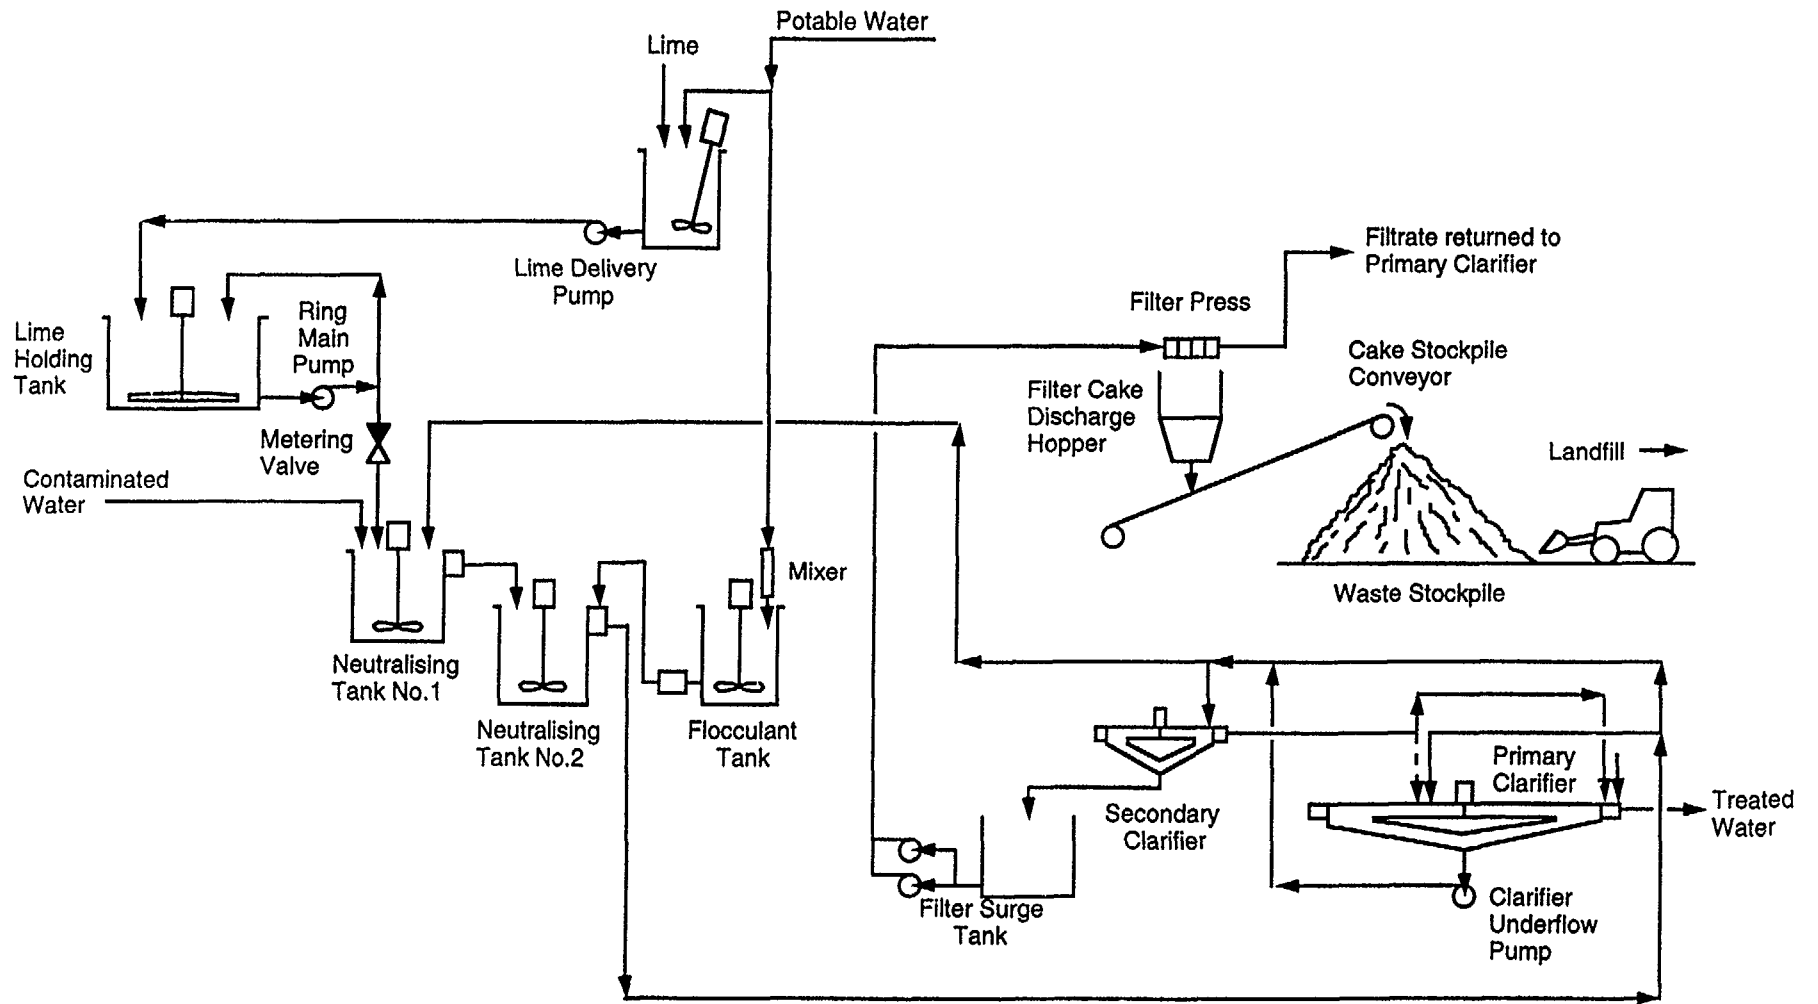 Potable Water
Lime
Lime Delivery
Pump
Filtrate returned to
Primary Clarifier
Filter Press
Ring
Main
Pump
Lime
Holding
Tank
Cake Stockpile
Conveyor
Filter Cake
Discharge
Hopper
Metering
Valve
Landfill
Contaminated
Water
Mixer
Waste Stockpile
Neutralising
Tank No.1
Neutralising
Tank No.2
Flocculant
Tank
Primary
Clarifier
Secondary
Clarifier
Treated
Water
Filter Surge
Tank
Clarifier
Underflow
Pump